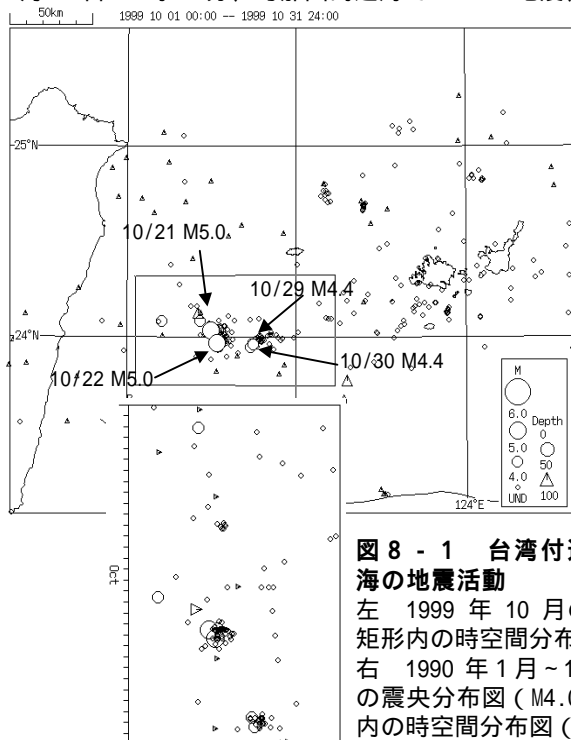 50km
1999 10 01 00:00 -- 1999 10 31 24:00
25°N
10/21 M5.0
10/29 M4.4
24°N
10/30 M4.4
10/22 M5.0
M
6.0
5.0
4.0
UND
Depth
0
50
100
124°E
Oct
図8-1 台湾付
海の地震活動
左 1999 年 10 月
矩形内の時空間分布
右 1990 年1月~1
の震央分布図(M4.0
内の時空間分布図(